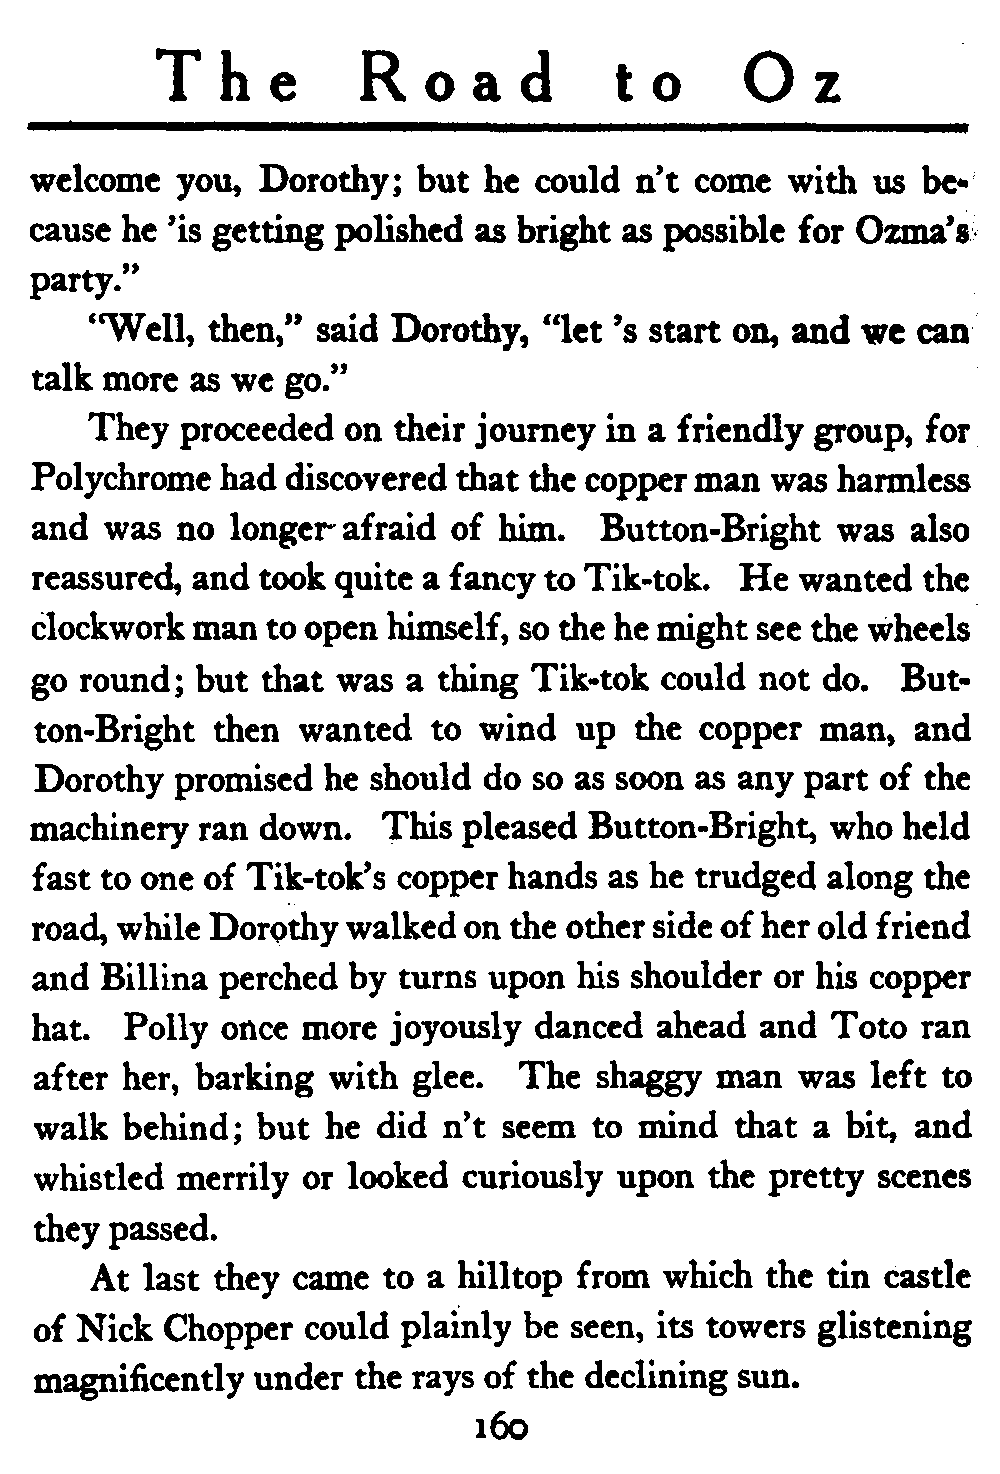 The Road to Oz
welcome you, Dorothy; but he could n't come with us be-
cause he 'is getting polished as bright as possible for Ozma's
party."
"Well, then," said Dorothy, "let 's start on, and we can
talk more as we go."
They proceeded on their journey in a friendly group, for
Polychrome had discovered that the copper man was harmless
and was no longer afraid of him. Button-Bright was also
reassured, and took quite a fancy to Tik-tok. He wanted the
clockwork man to open himself, so the he might see the wheels
go round; but that was a thing Tik-tok could not do. But-
ton-Bright then wanted to wind up the copper man, and
Dorothy promised he should do so as soon as any part of the
machinery ran down. This pleased Button-Bright, who held
fast to one of Tik-tok's copper hands as he trudged along the
road, while Dorothy walked on the other side of her old friend
and Billina perched by turns upon his shoulder or his copper
hat. Polly once more joyously danced ahead and Toto ran
after her, barking with glee. The shaggy man was left to
walk behind; but he did n't seem to mind that a bit, and
whistled merrily or looked curiously upon the pretty scenes
they passed.
At last they came to a hilltop from which the tin castle
of Nick Chopper could plainly be seen, its towers glistening
magnificently under the rays of the declining sun.
160